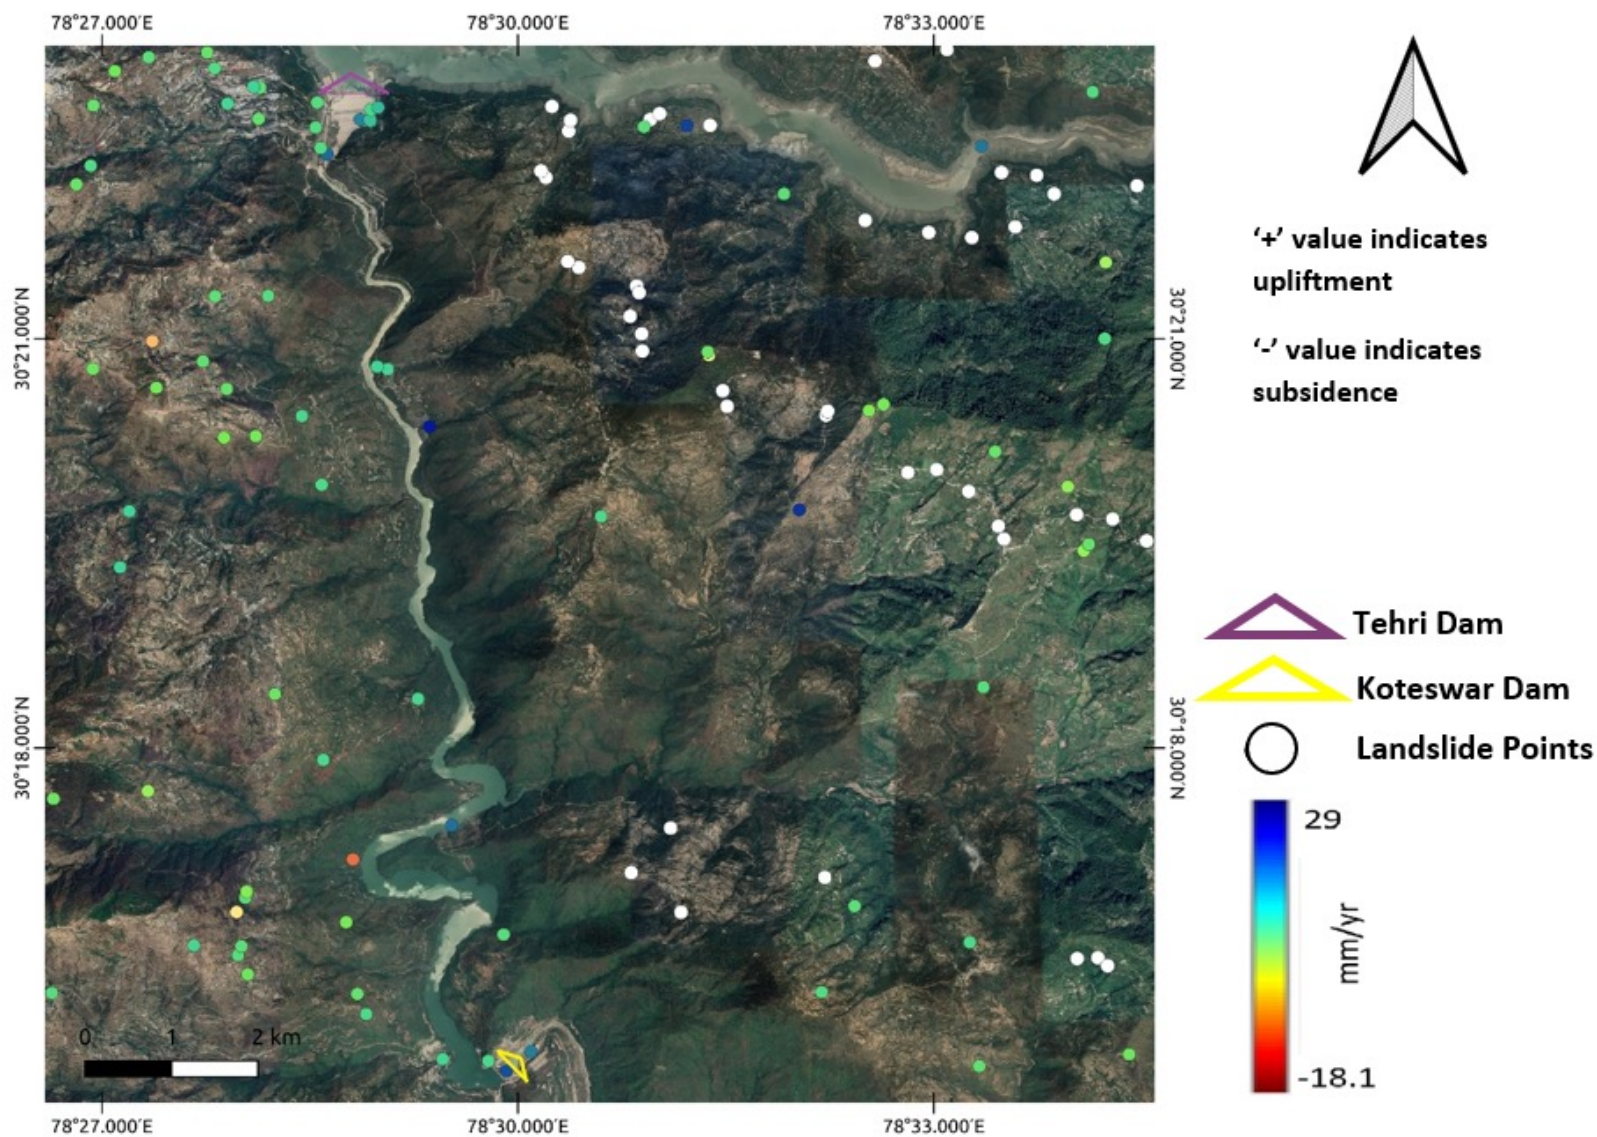 78°27.000′E 78°30.000′E 78°33.000′E
‘+’ value indicates
upliftment
‘-’ value indicates
subsidence
30°21.000′N
30°21.000′N
Tehri Dam
Koteswar Dam
Landslide Points
30°18.000′N
30°18.000′N
29
mm/yr
-18.1
0 1 2 km
78°27.000′E 78°30.000′E 78°33.000′E